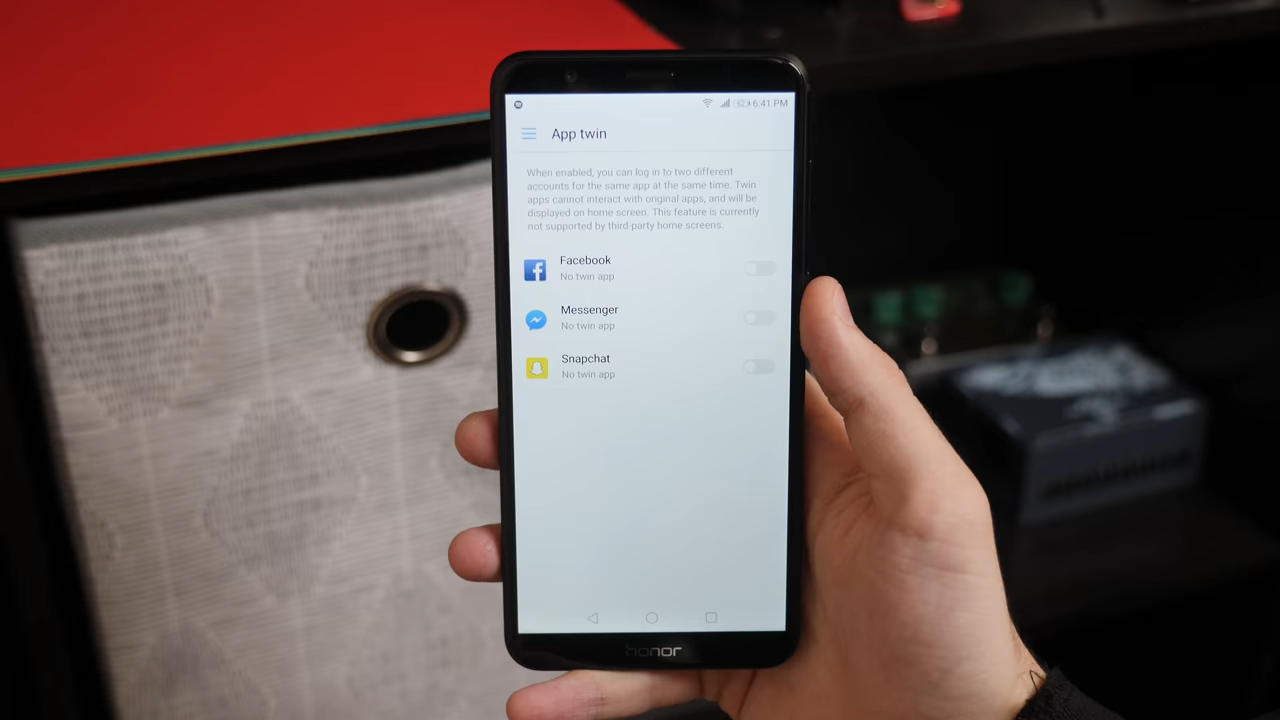 6:41 PM
App twin
When enabled, you can log in to two different
accounts for the same app at the same time. Twin
apps cannot interact with original apps, and will be
displayed on home screen. This feature is currently
not supported by third-party home screens.
Facebook
No twin app
Messenger
No twin app
Snapchat
No twin app
honor